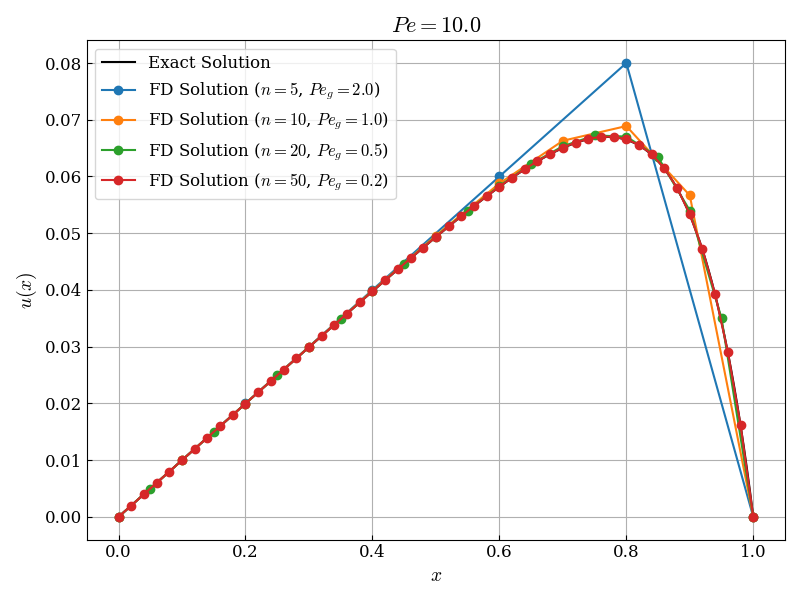 Pe = 10.0
Exact Solution
FD Solution (n = 5, Pe_g = 2.0)
FD Solution (n = 10, Pe_g = 1.0)
FD Solution (n = 20, Pe_g = 0.5)
FD Solution (n = 50, Pe_g = 0.2)
0.08
0.07
0.06
0.05
0.04
0.03
0.02
0.01
0.00
u(x)
0.0 0.2 0.4 0.6 0.8 1.0
x